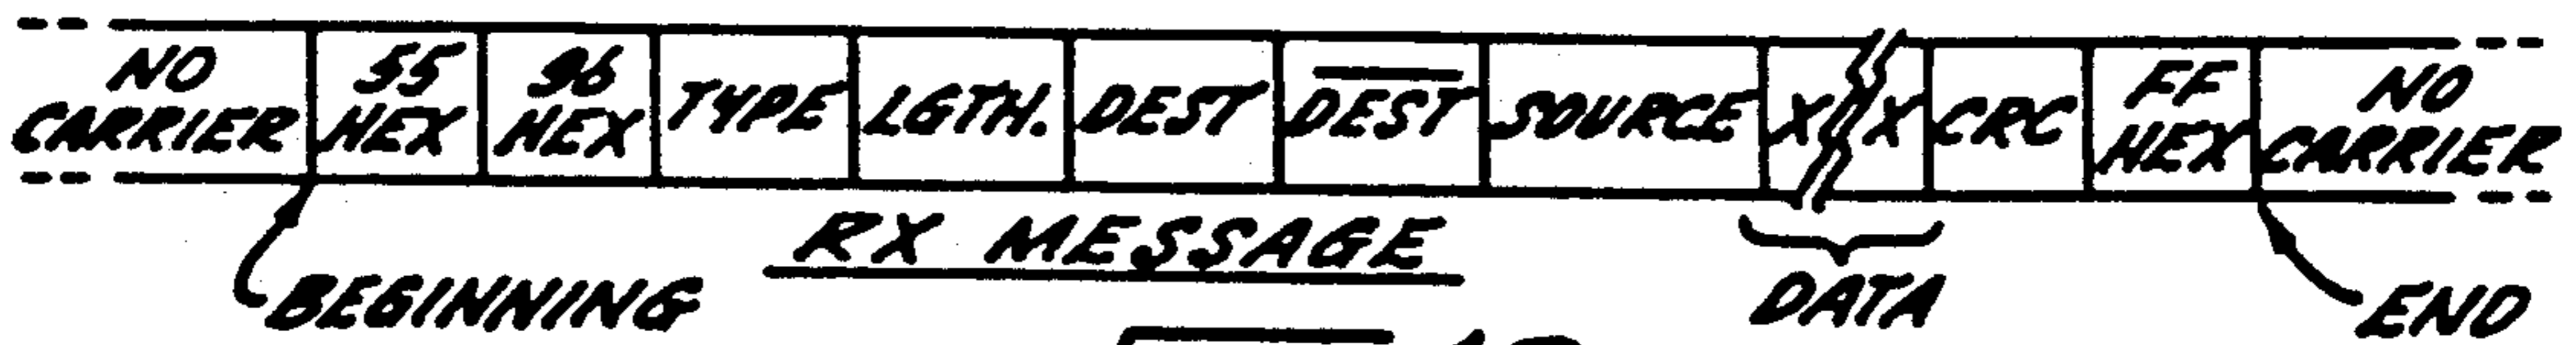 NO
CARRIER
55
HEX
96
HEX
TYPE
LGTH.
DEST
DEST
SOURCE
X
X
CRC
FF
HEX
NO
CARRIER
RX MESSAGE
BEGINNING
DATA
END